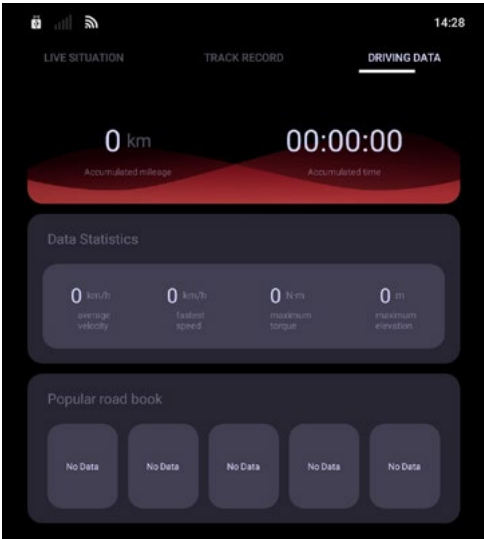 14:28
LIVE SITUATION TRACK RECORD DRIVING DATA
0 km 00:00:00
Accumulated mileage Accumulated time
Data Statistics
0 km/h 0 km/h 0 N·m 0 m
average fastest maximum maximum
velocity speed torque elevation
Popular road book
No Data No Data No Data No Data No Data